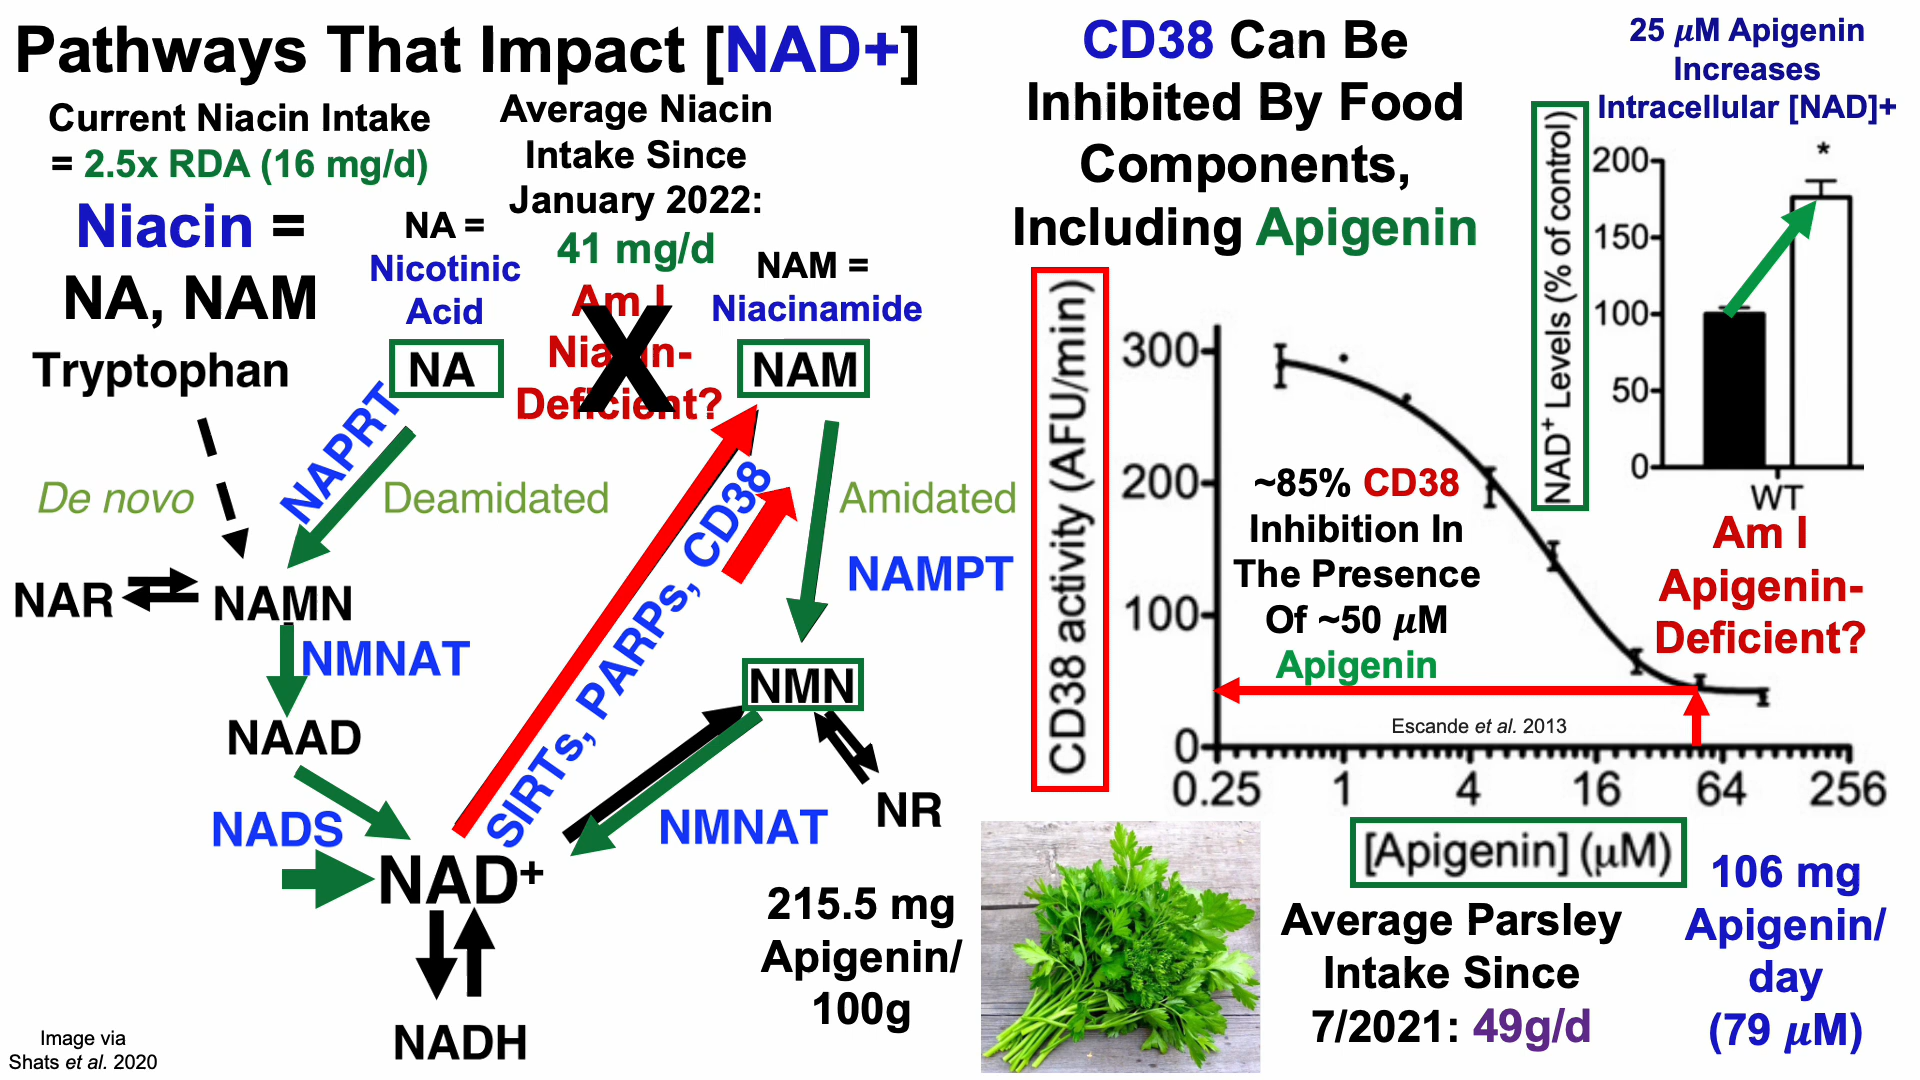 Pathways That Impact [NAD+]
Current Niacin Intake
= 2.5x RDA (16 mg/d)
Niacin =
NA, NAM
Average Niacin
Intake Since
January 2022:
41 mg/d
Am I
Niacin-
Deficient?
X
NA =
Nicotinic
Acid
NAM =
Niacinamide
Tryptophan
NA
NAM
NAPRT
De novo
Deamidated
Amidated
NAMPT
SIRTs, PARPs, CD38
NAR
NAMN
NMNAT
NMN
NAAD
NADS
NMNAT
NR
NAD+
NADH
Image via
Shats et al. 2020
215.5 mg
Apigenin/
100g
CD38 Can Be
Inhibited By Food
Components,
Including Apigenin
CD38 activity (AFU/min)
300
200
100
0
0.25 1 4 16 64 256
[Apigenin] (μM)
~85% CD38
Inhibition In
The Presence
Of ~50 μM
Apigenin
Escande et al. 2013
25 μM Apigenin
Increases
Intracellular [NAD]+
NAD+ Levels (% of control)
200
150
100
50
0
*
WT
Am I
Apigenin-
Deficient?
Average Parsley
Intake Since
7/2021: 49g/d
106 mg
Apigenin/
day
(79 μM)